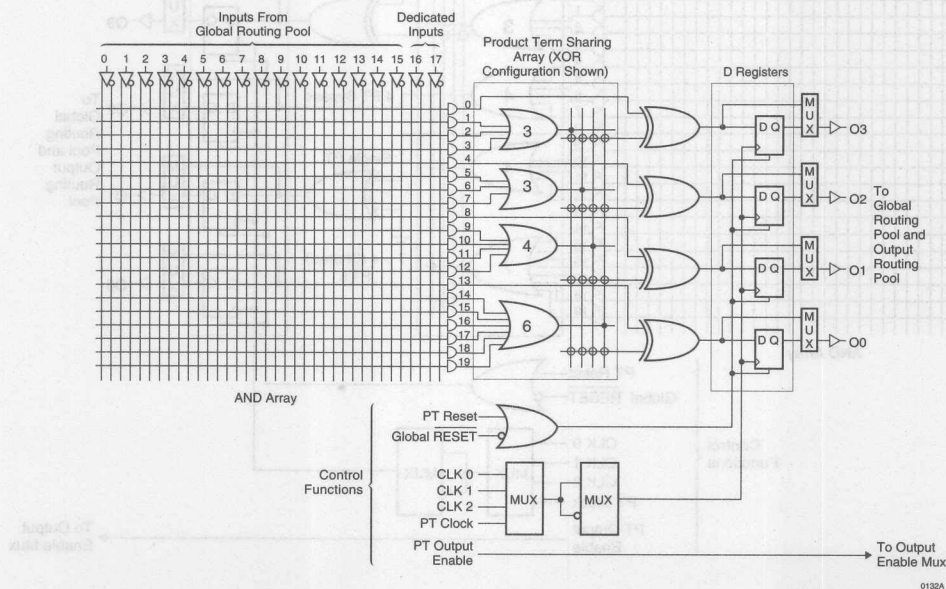 Inputs From
Global Routing Pool
Dedicated
Inputs
0 1 2 3 4 5 6 7 8 9 10 11 12 13 14 15 16 17
Product Term Sharing
Array (XOR
Configuration Shown)
D Registers
0
1
2
3
4
5
6
7
8
9
10
11
12
13
14
15
16
17
18
19
3
3
4
6
D Q
D Q
D Q
D Q
MUX
MUX
MUX
MUX
O3
O2
O1
O0
To
Global
Routing
Pool and
Output
Routing
Pool
AND Array
Control
Functions
PT Reset
Global RESET
CLK 0
CLK 1
CLK 2
PT Clock
MUX
MUX
PT Output
Enable
To Output
Enable Mux
0132A